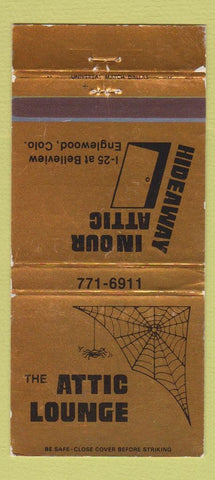 UNIVERSAL MATCH DALLAS
I-25 at Belleview
Englewood, Colo.
HIDEAWAY
IN OUR
ATTIC
771-6911
THE ATTIC
LOUNGE
BE SAFE-CLOSE COVER BEFORE STRIKING